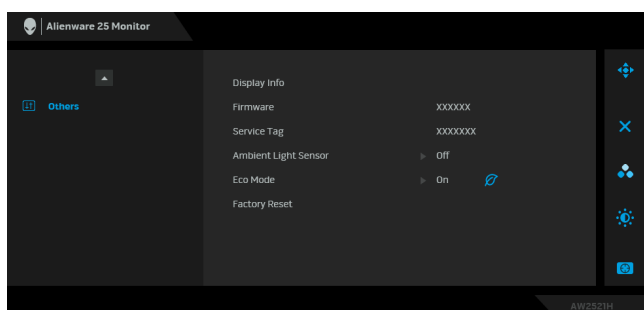 Alienware 25 Monitor
Others
Display Info
Firmware XXXXXX
Service Tag XXXXXXX
Ambient Light Sensor Off
Eco Mode On
Factory Reset
AW2521H